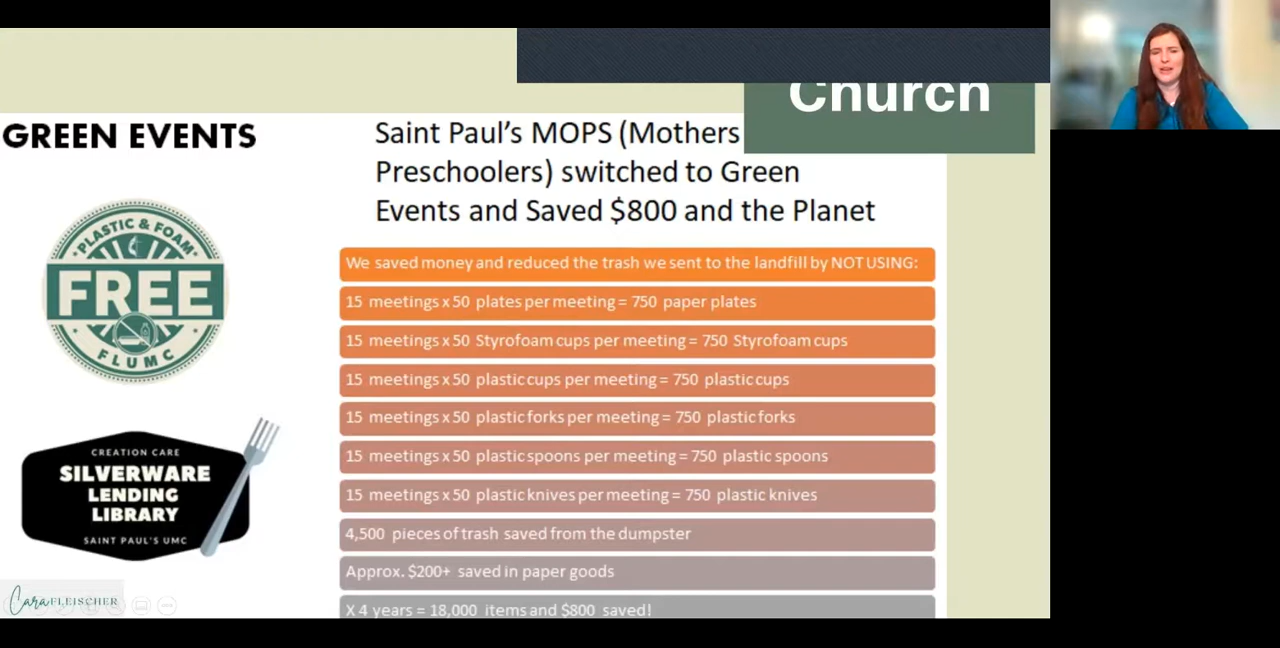 Church
GREEN EVENTS
Saint Paul's MOPS (Mothers
Preschoolers) switched to Green
Events and Saved $800 and the Planet
PLASTIC & FOAM
FREE
FLUMC
CREATION CARE
SILVERWARE
LENDING
LIBRARY
SAINT PAUL'S UMC
We saved money and reduced the trash we sent to the landfill by NOT USING:
15 meetings x 50 plates per meeting = 750 paper plates
15 meetings x 50 Styrofoam cups per meeting = 750 Styrofoam cups
15 meetings x 50 plastic cups per meeting = 750 plastic cups
15 meetings x 50 plastic forks per meeting = 750 plastic forks
15 meetings x 50 plastic spoons per meeting = 750 plastic spoons
15 meetings x 50 plastic knives per meeting = 750 plastic knives
4,500 pieces of trash saved from the dumpster
Approx. $200+ saved in paper goods
X 4 years = 18,000 items and $800 saved!
Cara FLEISCHER